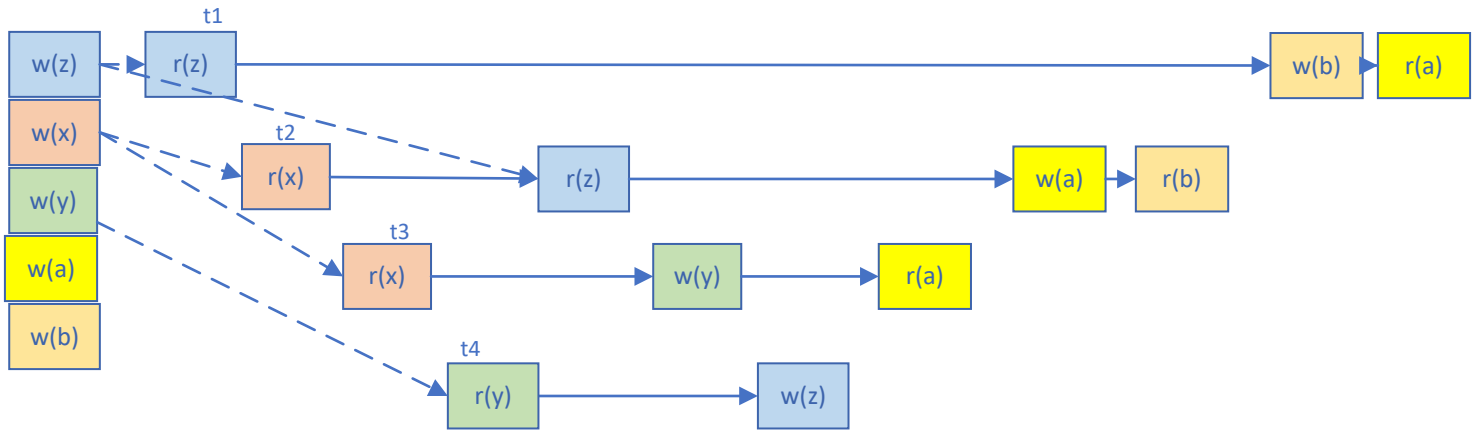 t1
w(z) r(z) w(b) r(a)
w(x)
t2
r(x) r(z) w(a) r(b)
w(y)
t3
w(a) r(x) w(y) r(a)
w(b)
t4
r(y) w(z)